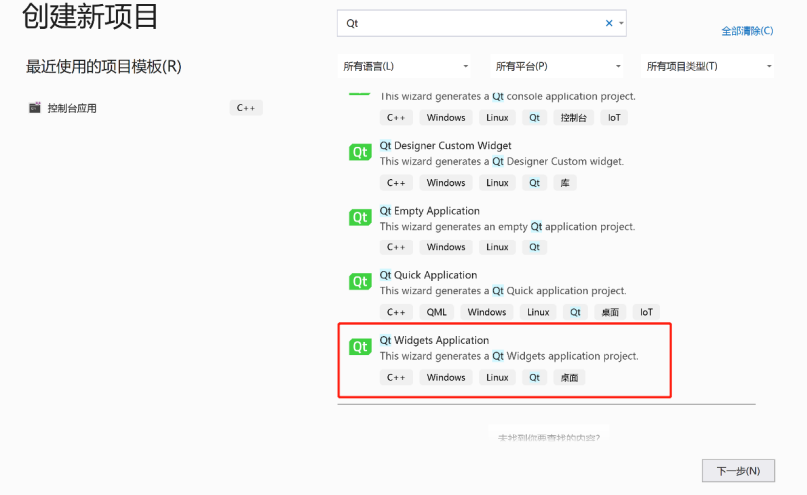 创建新项目
最近使用的项目模板(R)
控制台应用 C++
Qt
全部清除(C)
所有语言(L) 所有平台(P) 所有项目类型(T)
This wizard generates a Qt console application project.
C++ Windows Linux Qt 控制台 IoT
Qt Qt Designer Custom Widget
This wizard generates a Qt Designer Custom widget.
C++ Windows Linux Qt 库
Qt Qt Empty Application
This wizard generates an empty Qt application project.
C++ Windows Linux Qt
Qt Qt Quick Application
This wizard generates a Qt Quick application project.
C++ QML Windows Linux Qt 桌面 IoT
Qt Qt Widgets Application
This wizard generates a Qt Widgets application project.
C++ Windows Linux Qt 桌面
未找到你要查找的内容?
下一步(N)